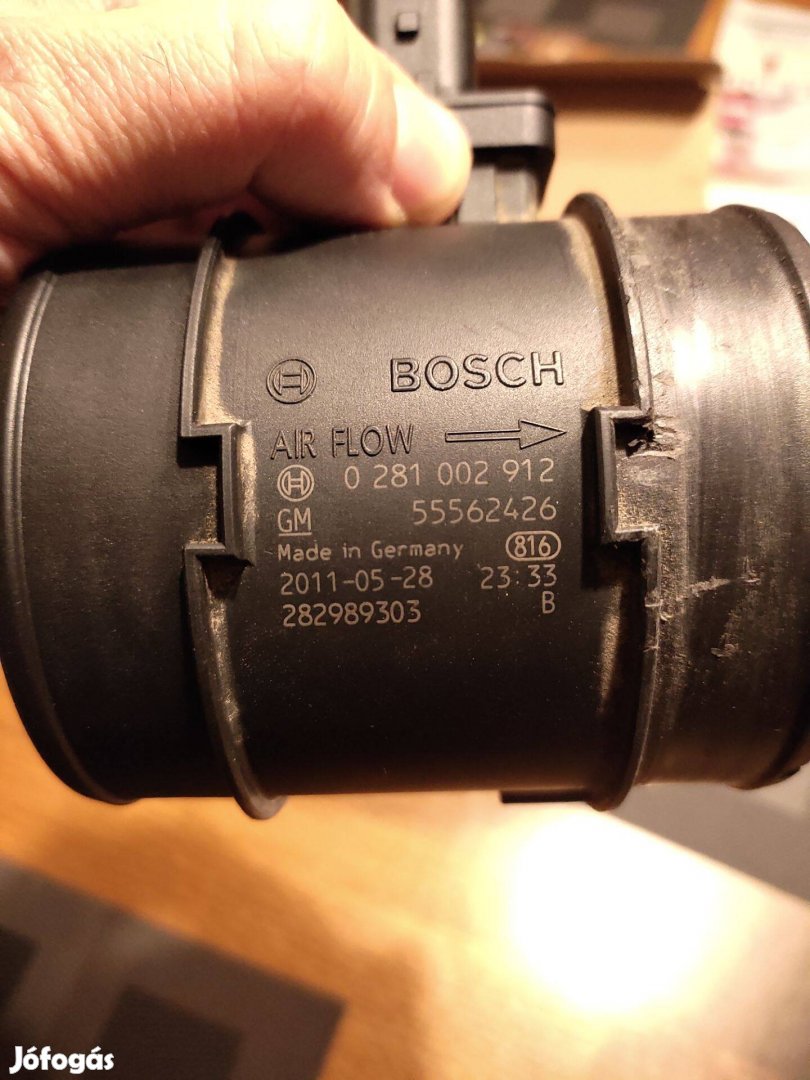 BOSCH
AIR FLOW
0 281 002 912
GM 55562426
Made in Germany 816
2011-05-28 23:33
282989303 B
Jófogás